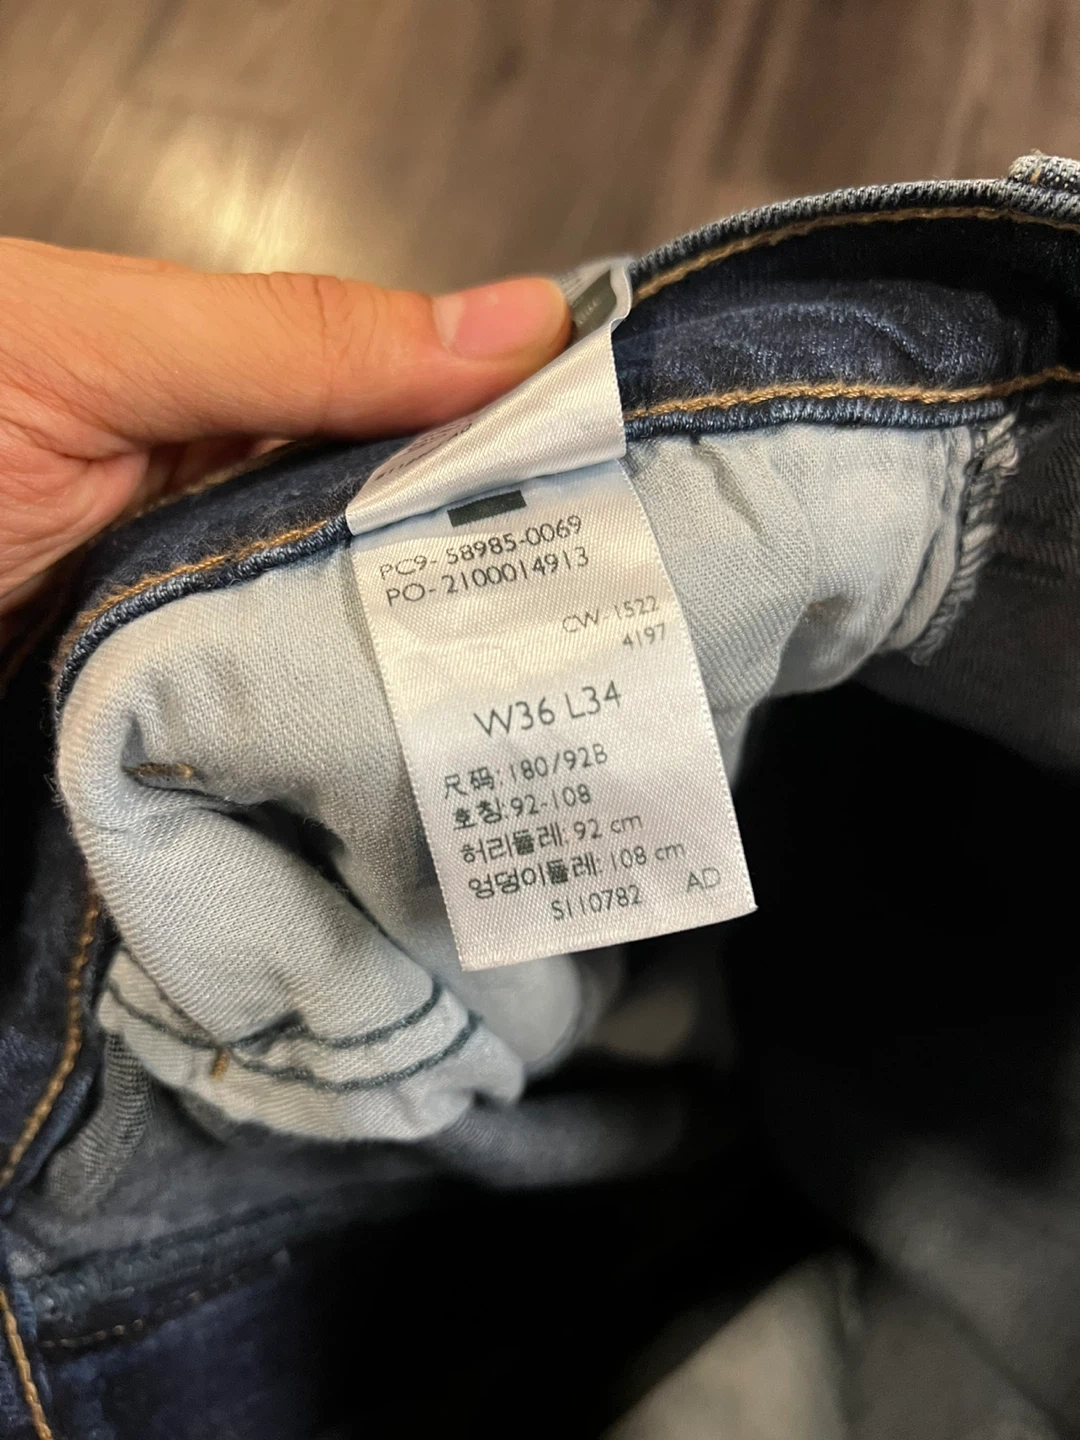 PC9- 58985-0069
PO- 2100014913
CW-1522
4197
W36 L34
尺码: 180/92B
호칭: 92-108
허리둘레: 92 cm
엉덩이둘레: 108 cm
S110782 AD